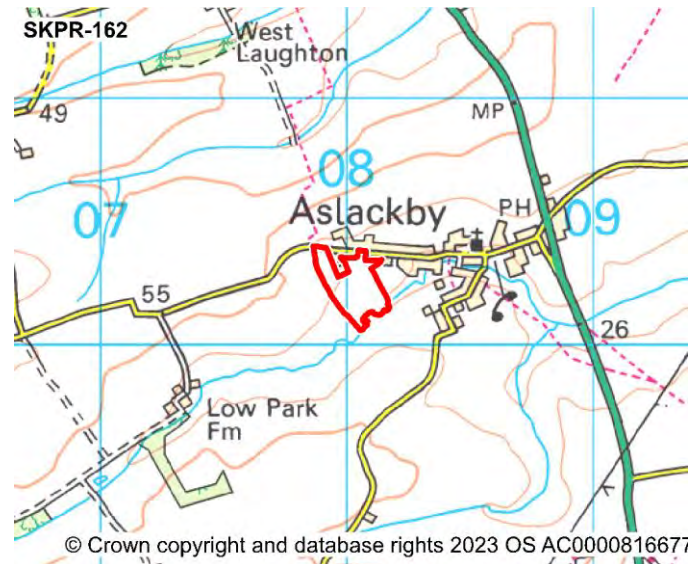 SKPR-162
West
Laughton
49
MP
08
07
Aslackby
PH
09
55
26
Low Park
Fm
© Crown copyright and database rights 2023 OS AC0000816677